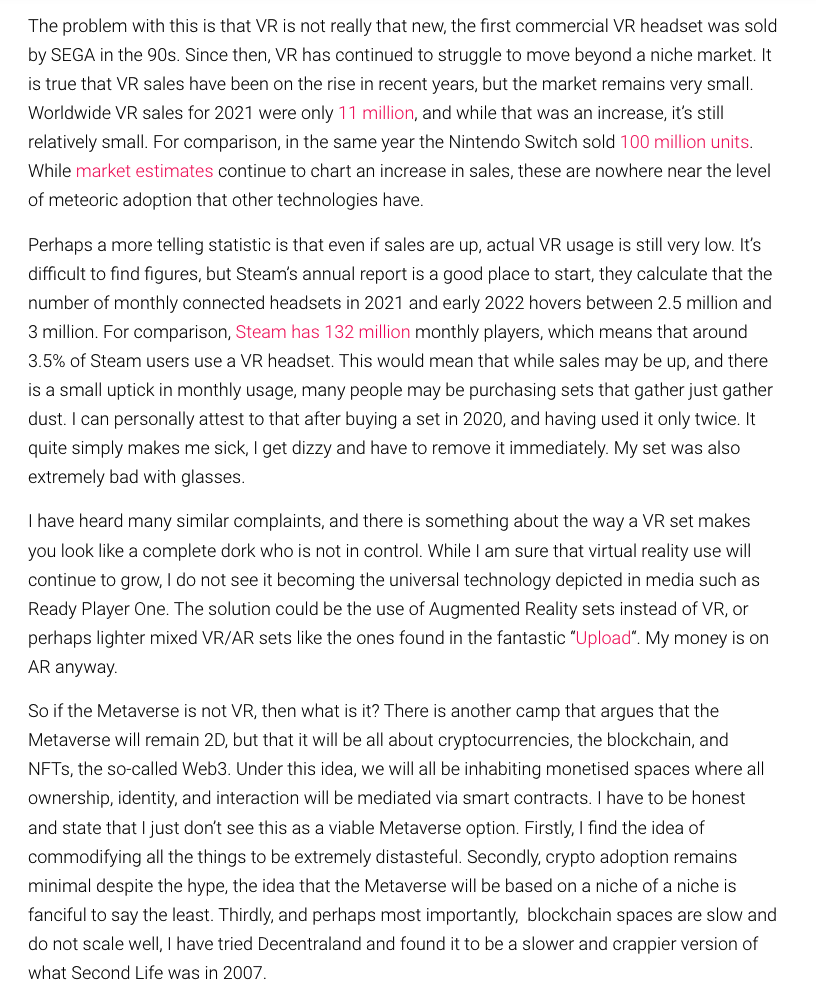 The problem with this is that VR is not really that new, the first commercial VR headset was sold
by SEGA in the 90s. Since then, VR has continued to struggle to move beyond a niche market. It
is true that VR sales have been on the rise in recent years, but the market remains very small.
Worldwide VR sales for 2021 were only 11 million, and while that was an increase, it’s still
relatively small. For comparison, in the same year the Nintendo Switch sold 100 million units.
While market estimates continue to chart an increase in sales, these are nowhere near the level
of meteoric adoption that other technologies have.
Perhaps a more telling statistic is that even if sales are up, actual VR usage is still very low. It’s
difficult to find figures, but Steam’s annual report is a good place to start, they calculate that the
number of monthly connected headsets in 2021 and early 2022 hovers between 2.5 million and
3 million. For comparison, Steam has 132 million monthly players, which means that around
3.5% of Steam users use a VR headset. This would mean that while sales may be up, and there
is a small uptick in monthly usage, many people may be purchasing sets that gather just gather
dust. I can personally attest to that after buying a set in 2020, and having used it only twice. It
quite simply makes me sick, I get dizzy and have to remove it immediately. My set was also
extremely bad with glasses.
I have heard many similar complaints, and there is something about the way a VR set makes
you look like a complete dork who is not in control. While I am sure that virtual reality use will
continue to grow, I do not see it becoming the universal technology depicted in media such as
Ready Player One. The solution could be the use of Augmented Reality sets instead of VR, or
perhaps lighter mixed VR/AR sets like the ones found in the fantastic “Upload“. My money is on
AR anyway.
So if the Metaverse is not VR, then what is it? There is another camp that argues that the
Metaverse will remain 2D, but that it will be all about cryptocurrencies, the blockchain, and
NFTs, the so-called Web3. Under this idea, we will all be inhabiting monetised spaces where all
ownership, identity, and interaction will be mediated via smart contracts. I have to be honest
and state that I just don’t see this as a viable Metaverse option. Firstly, I find the idea of
commodifying all the things to be extremely distasteful. Secondly, crypto adoption remains
minimal despite the hype, the idea that the Metaverse will be based on a niche of a niche is
fanciful to say the least. Thirdly, and perhaps most importantly,  blockchain spaces are slow and
do not scale well, I have tried Decentraland and found it to be a slower and crappier version of
what Second Life was in 2007.